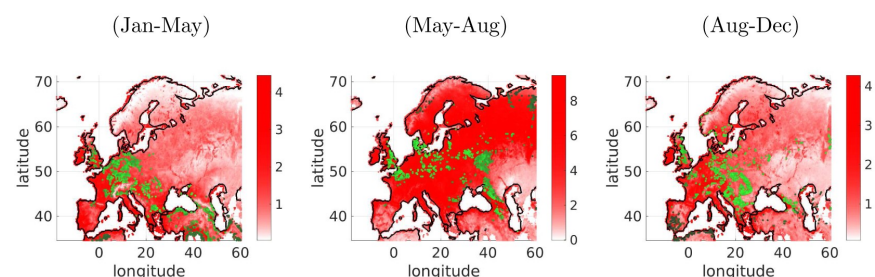 (Jan-May) (May-Aug) (Aug-Dec)
70 70 70
60 60 60
50 50 50
40 40 40
latitude latitude latitude
4 3 2 1
8 6 4 2 0
4 3 2 1
0 20 40 60 0 20 40 60 0 20 40 60
longitude longitude longitude